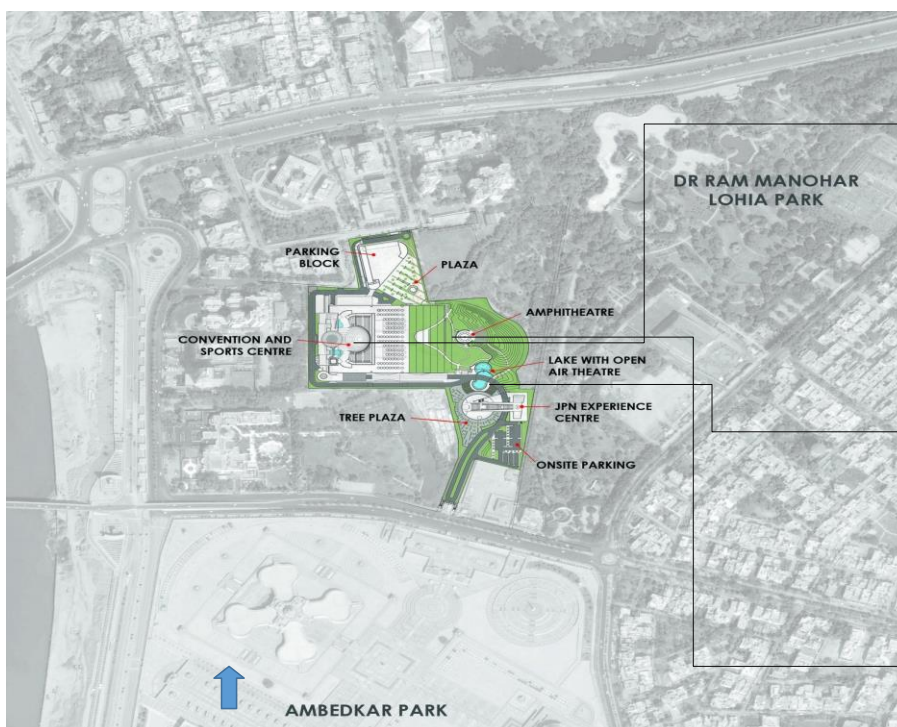 DR RAM MANOHAR
LOHIA PARK
PARKING
BLOCK
PLAZA
AMPHITHEATRE
CONVENTION AND
SPORTS CENTRE
LAKE WITH OPEN
AIR THEATRE
TREE PLAZA
JPN EXPERIENCE
CENTRE
ONSITE PARKING
AMBEDKAR PARK